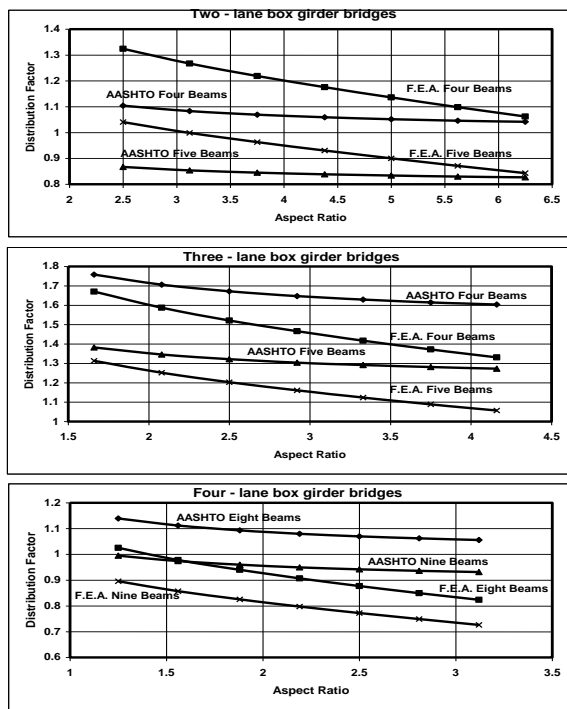 Two - lane box girder bridges
1.4
1.3
1.2
1.1
1
0.9
0.8
Distribution Factor
AASHTO Four Beams
F.E.A. Four Beams
AASHTO Five Beams
F.E.A. Five Beams
2 2.5 3 3.5 4 4.5 5 5.5 6 6.5
Aspect Ratio
Three - lane box girder bridges
1.8
1.7
1.6
1.5
1.4
1.3
1.2
1.1
1
Distribution Factor
AASHTO Four Beams
F.E.A. Four Beams
AASHTO Five Beams
F.E.A. Five Beams
1.5 2 2.5 3 3.5 4 4.5
Aspect Ratio
Four - lane box girder bridges
1.2
1.1
1
0.9
0.8
0.7
0.6
Distribution Factor
AASHTO Eight Beams
AASHTO Nine Beams
F.E.A. Nine Beams
F.E.A. Eight Beams
1 1.5 2 2.5 3 3.5
Aspect Ratio